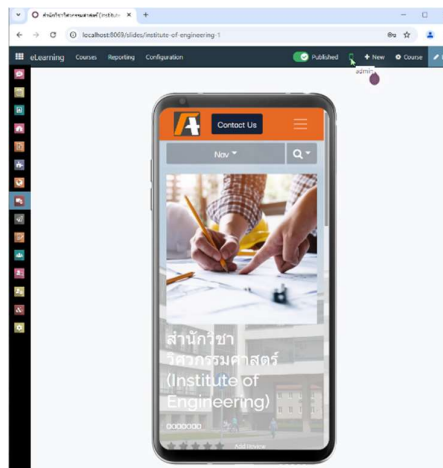 สำนักวิชาวิศวกรรมศาสตร์ (Institut
localhost:8069/slides/institute-of-engineering-1
eLearning Courses Reporting Configuration Published + New Course
admin
Contact Us
Nav
สำนักวิชา
วิศวกรรมศาสตร์
(Institute of
Engineering)
Add review